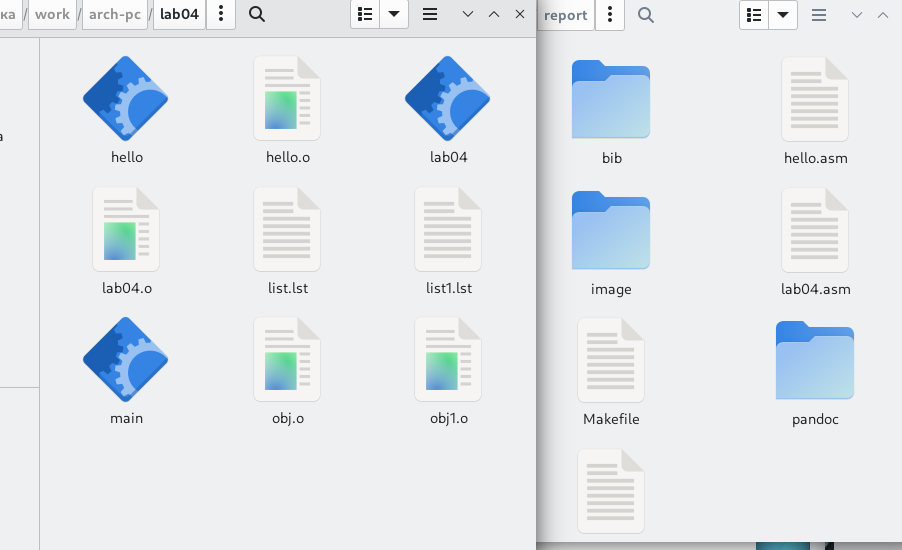 ка / work / arch-pc / lab04
hello
hello.o
lab04
lab04.o
list.lst
list1.lst
main
obj.o
obj1.o
report
bib
hello.asm
image
lab04.asm
Makefile
pandoc